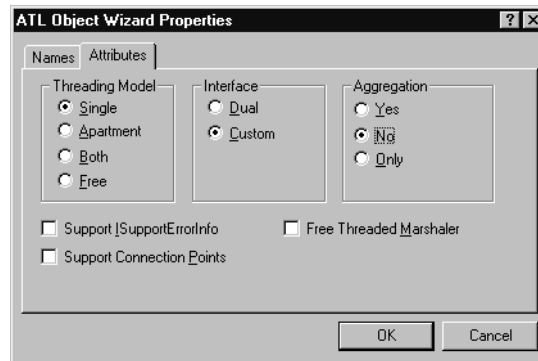 ATL Object Wizard Properties
Names Attributes
Threading Model Interface Aggregation
Single Dual Yes
Apartment Custom No
Both Only
Free
Support ISupportErrorInfo Free Threaded Marshaler
Support Connection Points
OK Cancel